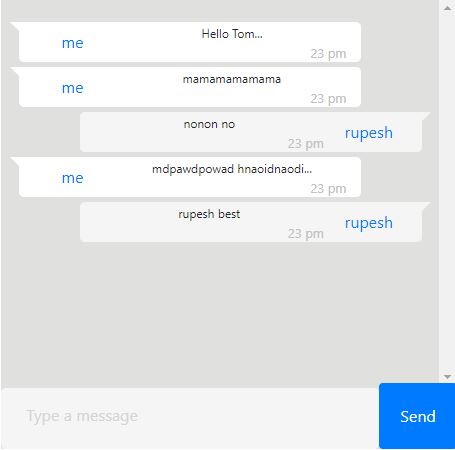 Hello Tom...
me
23 pm
mamamamamama
me
23 pm
nonon no
rupesh
23 pm
mdpawdpowad hnaoidnaodi...
me
23 pm
rupesh best
rupesh
23 pm
Type a message
Send